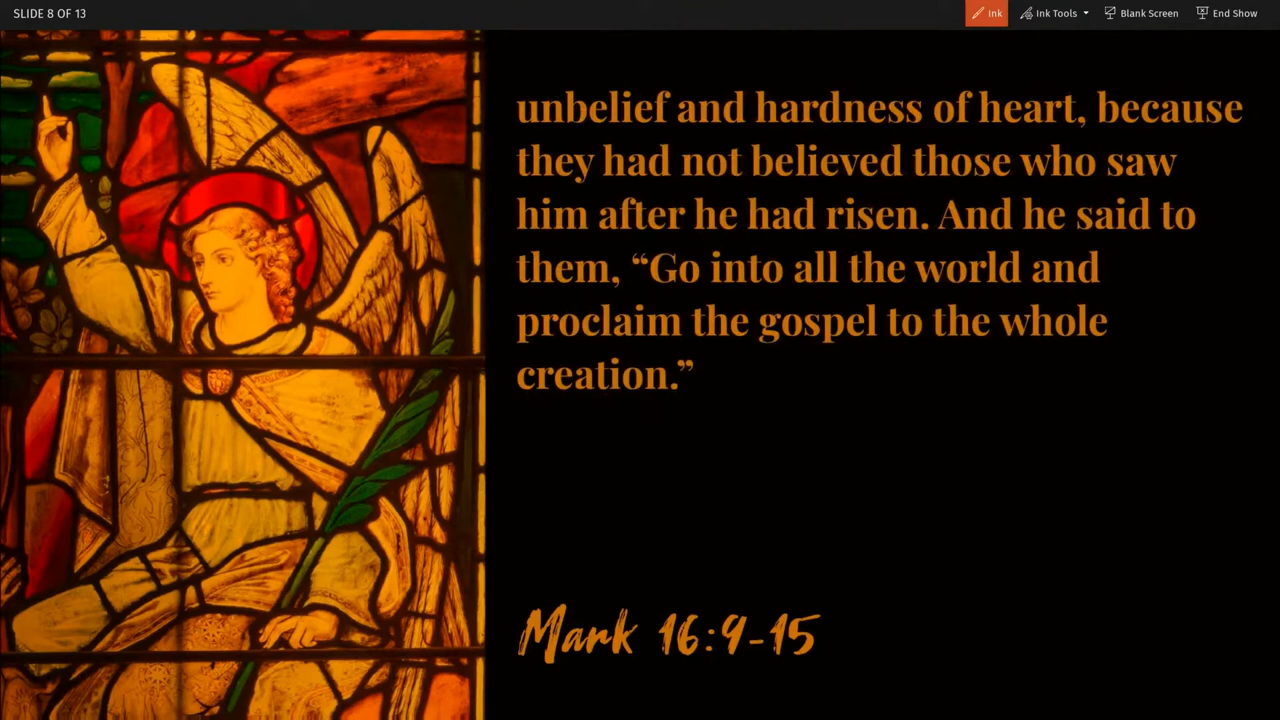 SLIDE 8 OF 13
Ink
Ink Tools
Blank Screen
End Show
unbelief and hardness of heart, because
they had not believed those who saw
him after he had risen. And he said to
them, “Go into all the world and
proclaim the gospel to the whole
creation.”
Mark 16:9-15